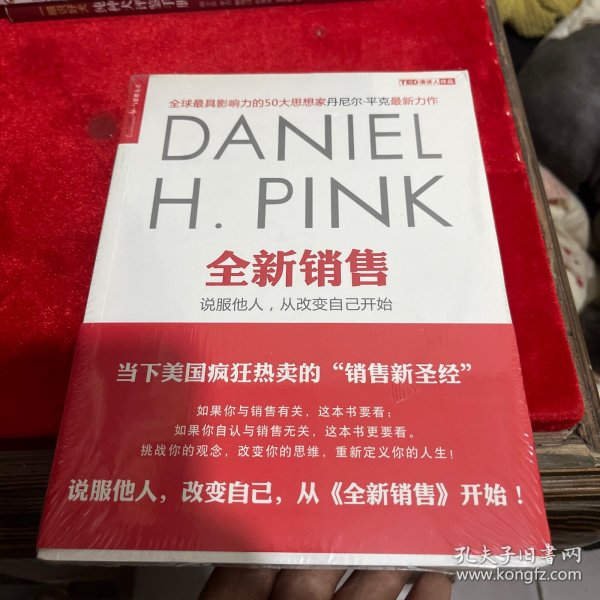 TED演讲人作品
全球最具影响力的50大思想家丹尼尔·平克最新力作
DANIEL
H. PINK
全新销售
说服他人，从改变自己开始
当下美国疯狂热卖的“销售新圣经”
如果你与销售有关，这本书要看；
如果你自认与销售无关，这本书更要看。
挑战你的观念，改变你的思维，重新定义你的人生！
说服他人，改变自己，从《全新销售》开始！
孔夫子旧书网
www.kongfz.com